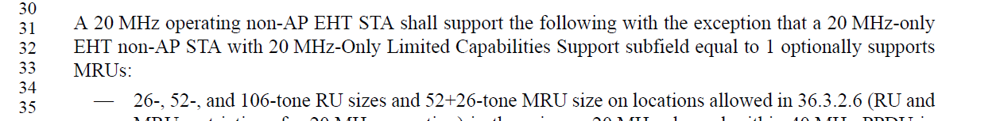 30
31 A 20 MHz operating non-AP EHT STA shall support the following with the exception that a 20 MHz-only
32 EHT non-AP STA with 20 MHz-Only Limited Capabilities Support subfield equal to 1 optionally supports
33 MRUs:
34
35 — 26-, 52-, and 106-tone RU sizes and 52+26-tone MRU size on locations allowed in 36.3.2.6 (RU and